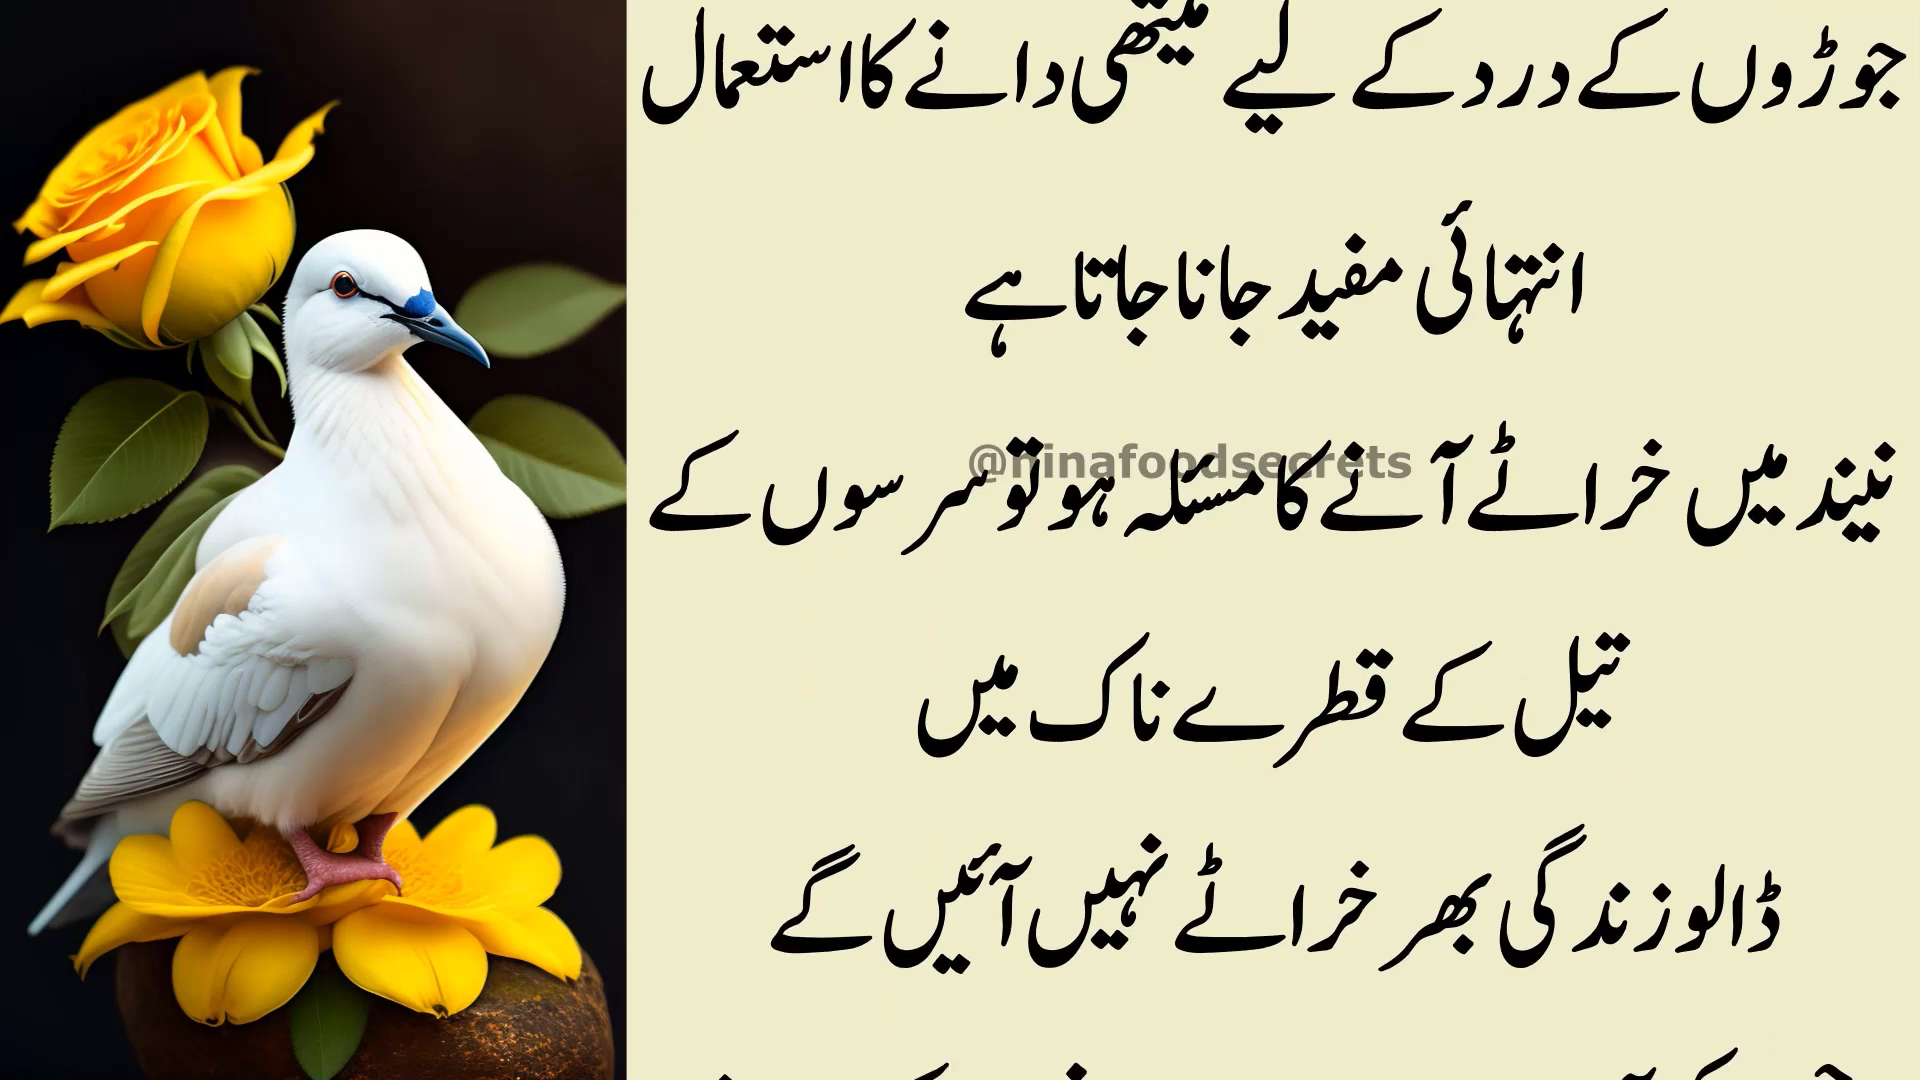 جوڑوں کے درد کے لیے میتھی دانے کا استعمال
انتہائی مفید جانا جاتا ہے
@ninafoodsecrets
نیند میں خراٹے آنے کا مسئلہ ہو تو سرسوں کے
تیل کے قطرے ناک میں
ڈالو زندگی بھر خراٹے نہیں آئیں گے